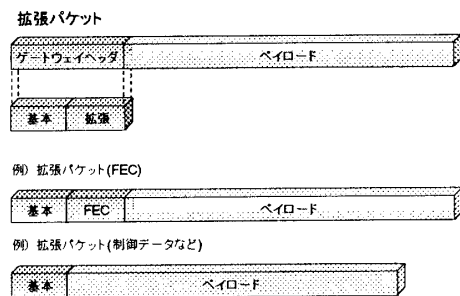 拡張パケット
ゲートウェイヘッダ ペイロード
基本 拡張
例) 拡張パケット(FEC)
基本 FEC ペイロード
例) 拡張パケット(制御データなど)
基本 ペイロード